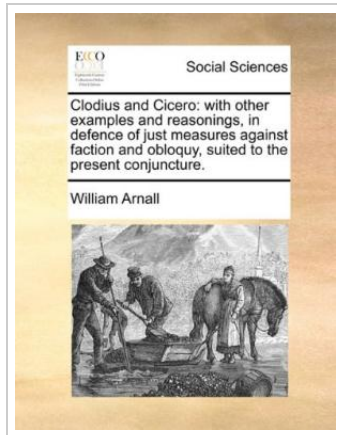 ECCO
Social Sciences
Clodius and Cicero: with other
examples and reasonings, in
defence of just measures against
faction and obloquy, suited to the
present conjuncture.
William Arnall